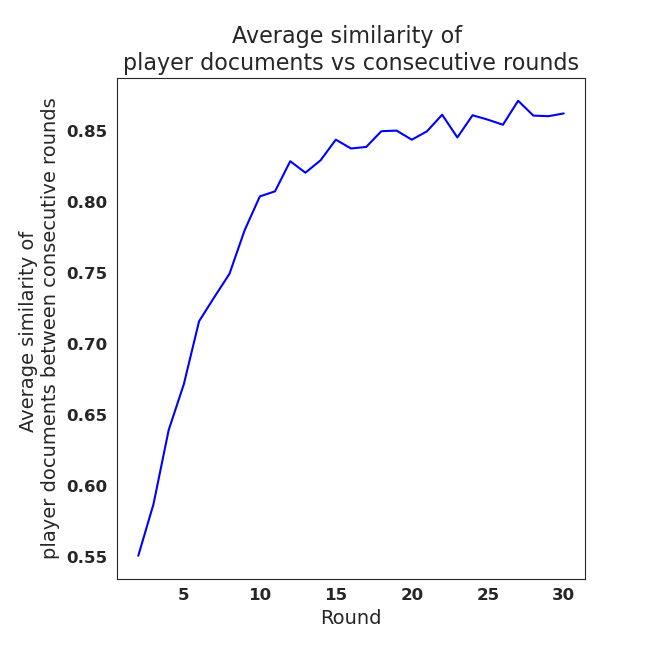 Average similarity of
player documents vs consecutive rounds
Average similarity of
player documents between consecutive rounds
0.85
0.80
0.75
0.70
0.65
0.60
0.55
5 10 15 20 25 30
Round